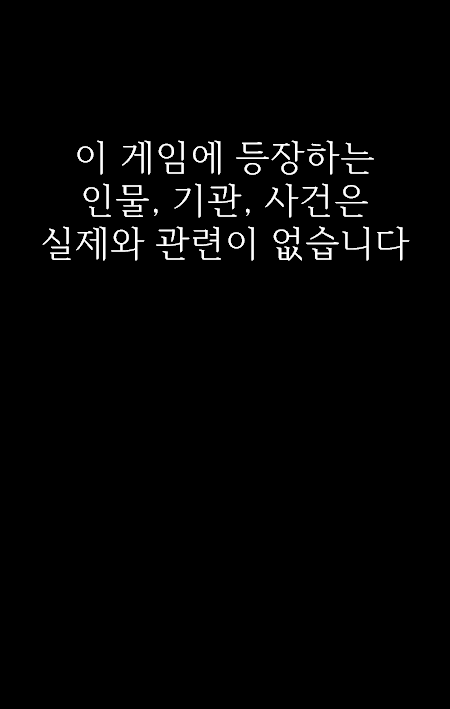 이 게임에 등장하는
인물, 기관, 사건은
실제와 관련이 없습니다